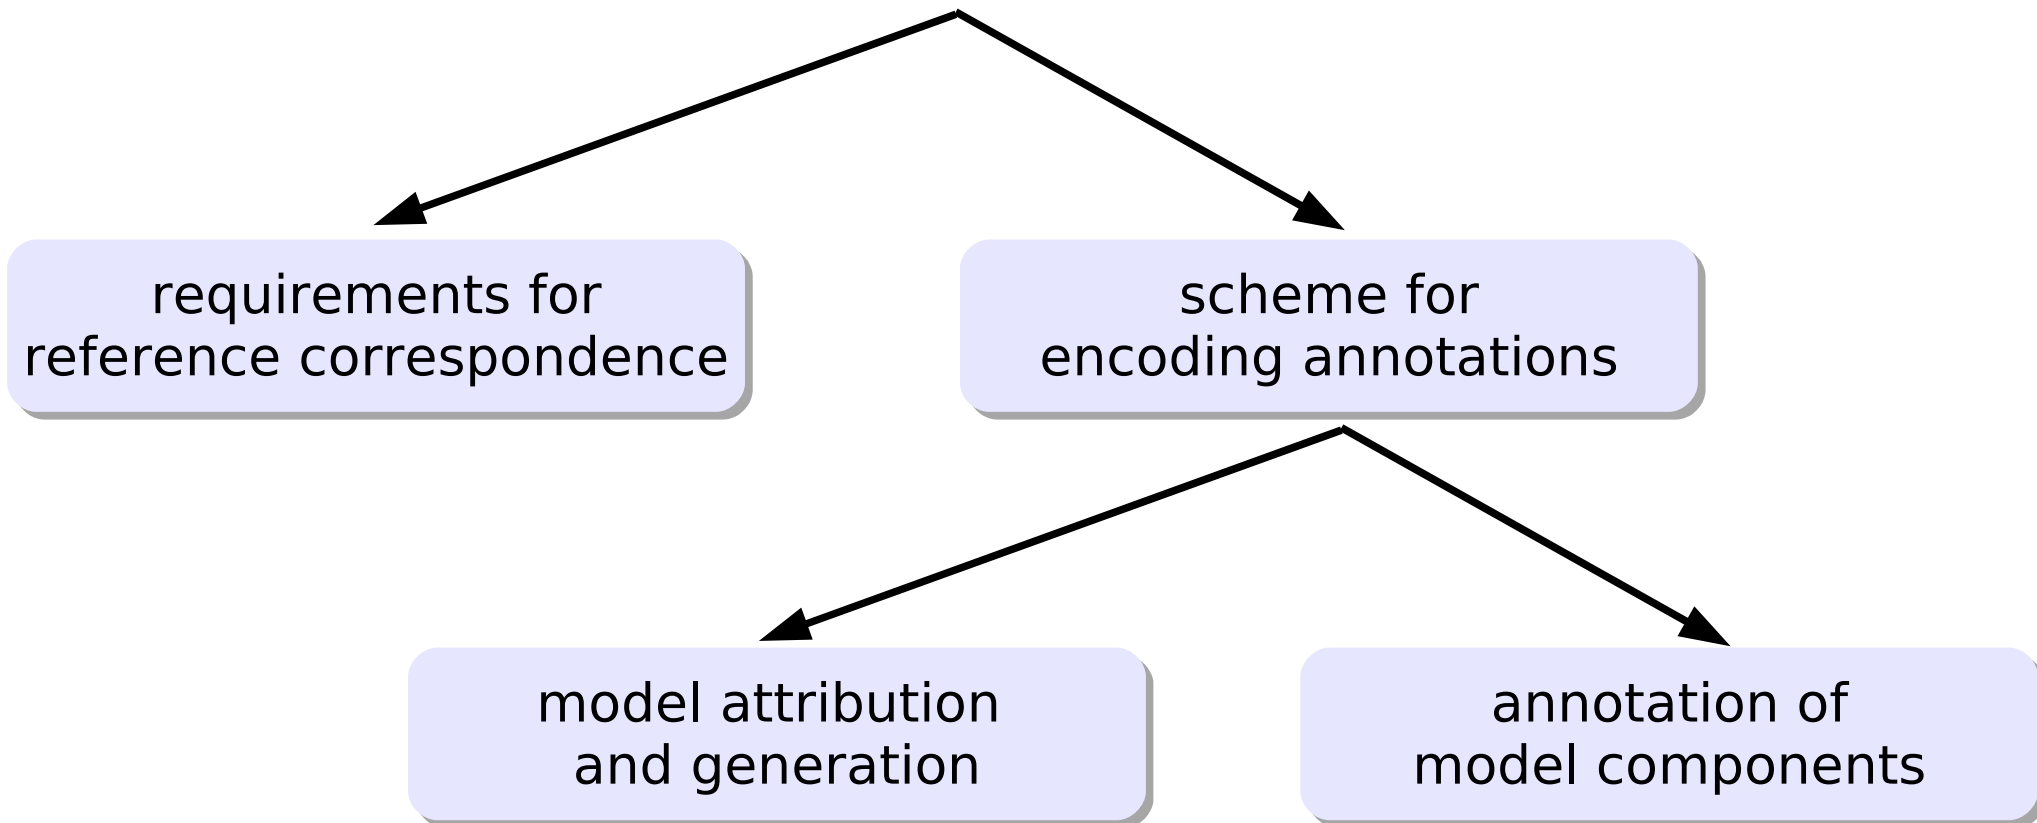 requirements for
reference correspondence
scheme for
encoding annotations
model attribution
and generation
annotation of
model components